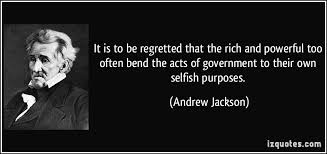 It is to be regretted that the rich and powerful too
often bend the acts of government to their own
selfish purposes.
(Andrew Jackson)
izquotes.com